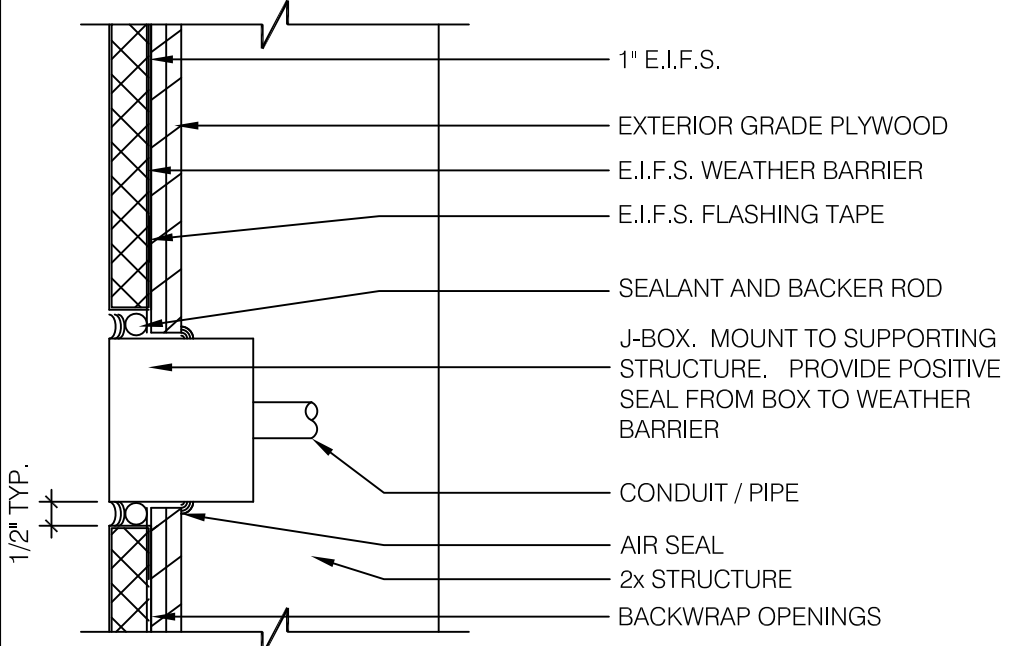 1" E.I.F.S.
EXTERIOR GRADE PLYWOOD
E.I.F.S. WEATHER BARRIER
E.I.F.S. FLASHING TAPE
SEALANT AND BACKER ROD
J-BOX. MOUNT TO SUPPORTING
STRUCTURE. PROVIDE POSITIVE
SEAL FROM BOX TO WEATHER
BARRIER
1/2" TYP.
CONDUIT / PIPE
AIR SEAL
2x STRUCTURE
BACKWRAP OPENINGS